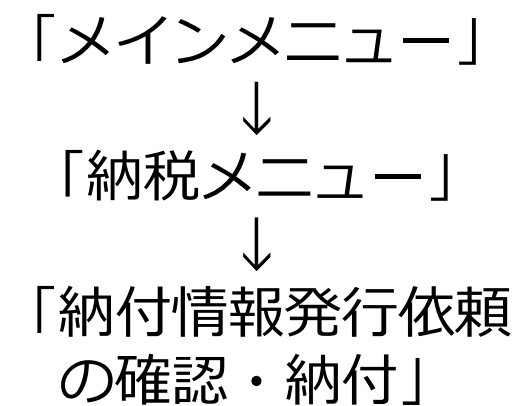 「メインメニュー」
↓
「納税メニュー」
↓
「納付情報発行依頼
の確認・納付」